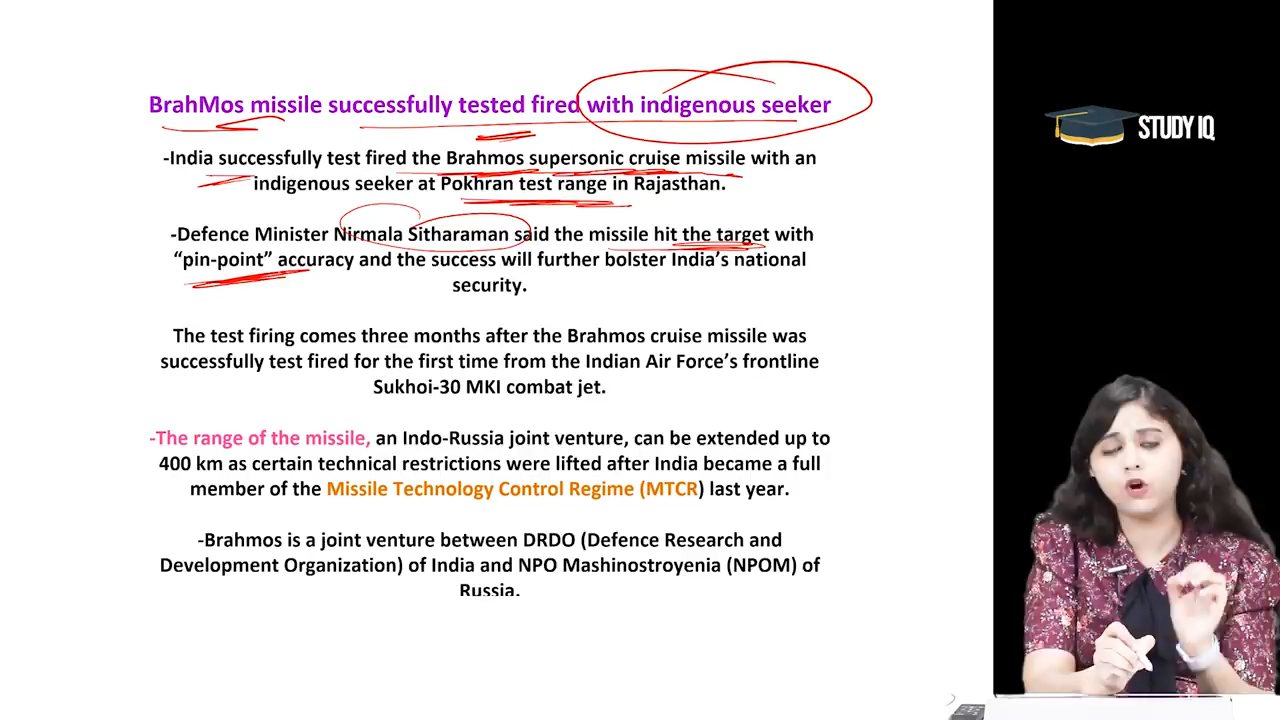 BrahMos missile successfully tested fired with indigenous seeker
-India successfully test fired the Brahmos supersonic cruise missile with an
indigenous seeker at Pokhran test range in Rajasthan.
-Defence Minister Nirmala Sitharaman said the missile hit the target with
“pin-point” accuracy and the success will further bolster India’s national
security.
The test firing comes three months after the Brahmos cruise missile was
successfully test fired for the first time from the Indian Air Force’s frontline
Sukhoi-30 MKI combat jet.
-The range of the missile, an Indo-Russia joint venture, can be extended up to
400 km as certain technical restrictions were lifted after India became a full
member of the Missile Technology Control Regime (MTCR) last year.
-Brahmos is a joint venture between DRDO (Defence Research and
Development Organization) of India and NPO Mashinostroyenia (NPOM) of
Russia.
STUDY IQ